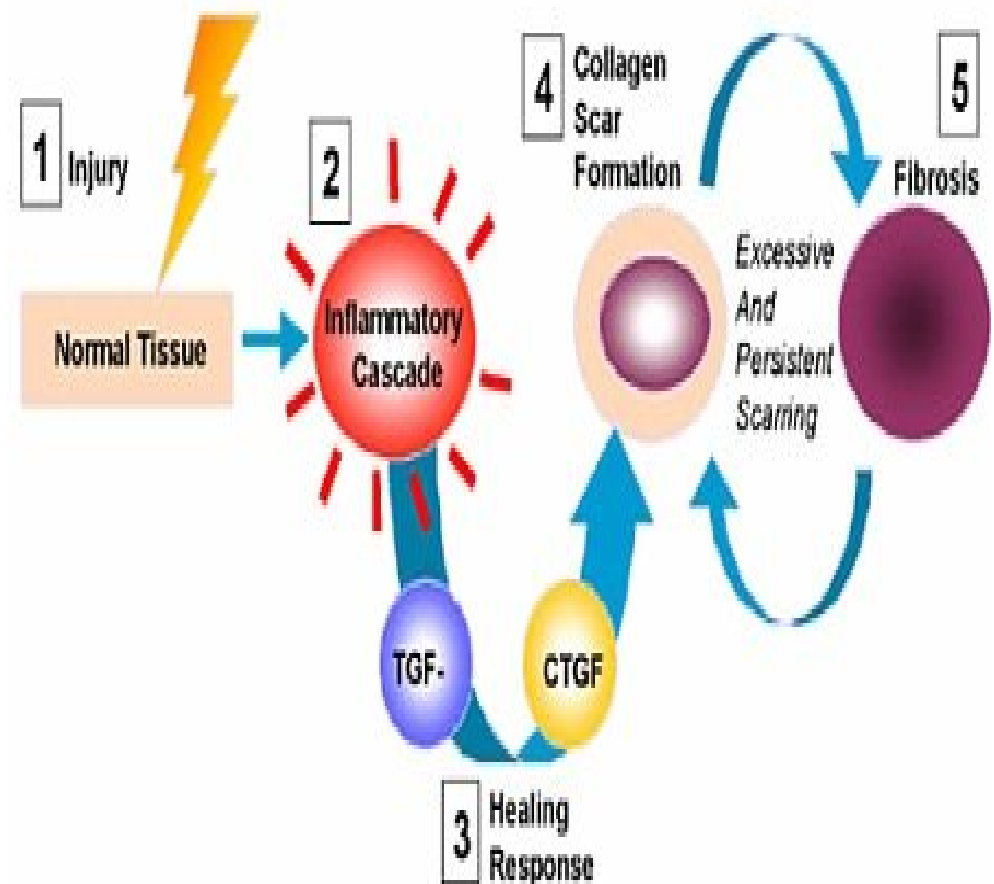 1
Injury
Normal Tissue
2
Inflammatory
Cascade
TGF-
CTGF
3
Healing
Response
4
Collagen
Scar
Formation
Excessive
And
Persistent
Scarring
5
Fibrosis